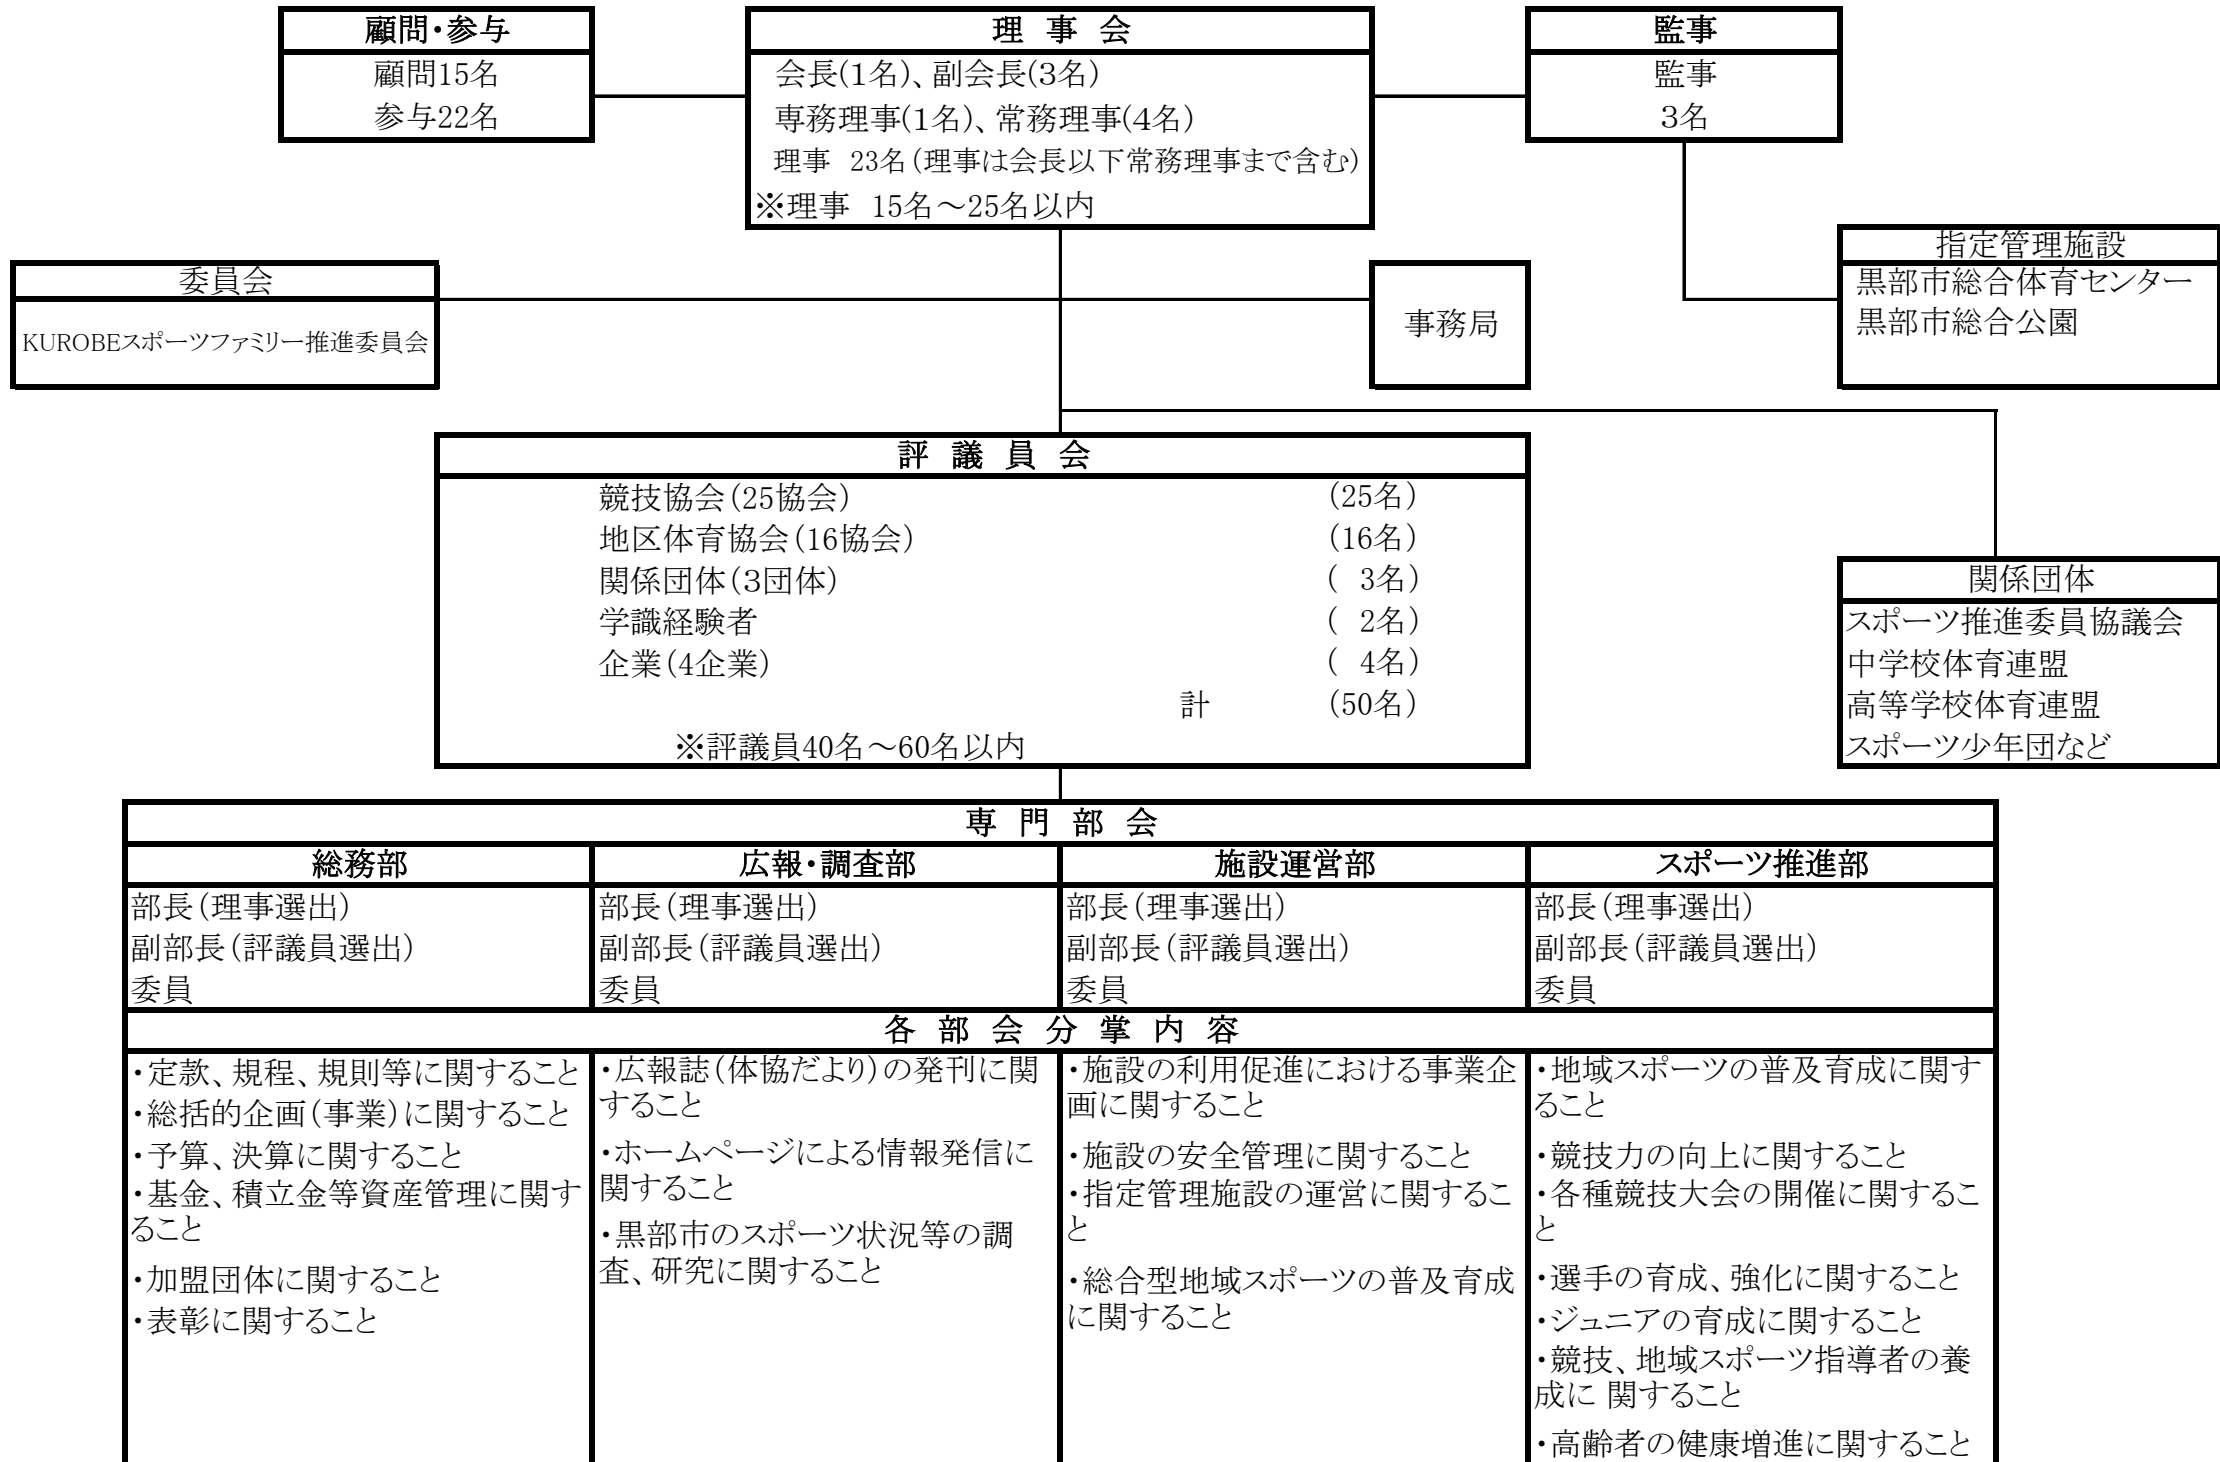 顧問・参与
顧問15名
参与22名
理 事 会
会長(1名)、副会長(3名)
専務理事(1名)、常務理事(4名)
理事 23名(理事は会長以下常務理事まで含む)
※理事 15名～25名以内
監事
監事
3名
委員会
KUROBEスポーツファミリー推進委員会
事務局
指定管理施設
黒部市総合体育センター
黒部市総合公園
評 議 員 会
競技協会(25協会) (25名)
地区体育協会(16協会) (16名)
関係団体(3団体) ( 3名)
学識経験者 ( 2名)
企業(4企業) ( 4名)
計 (50名)
※評議員40名～60名以内
関係団体
スポーツ推進委員協議会
中学校体育連盟
高等学校体育連盟
スポーツ少年団など
専 門 部 会
総務部
部長(理事選出)
副部長(評議員選出)
委員
広報・調査部
部長(理事選出)
副部長(評議員選出)
委員
施設運営部
部長(理事選出)
副部長(評議員選出)
委員
スポーツ推進部
部長(理事選出)
副部長(評議員選出)
委員
各 部 会 分 掌 内 容
・定款、規程、規則等に関すること
・総括的企画(事業)に関すること
・予算、決算に関すること
・基金、積立金等資産管理に関す
ること
・加盟団体に関すること
・表彰に関すること
・広報誌(体協だより)の発刊に関
すること
・ホームページによる情報発信に
関すること
・黒部市のスポーツ状況等の調
査、研究に関すること
・施設の利用促進における事業企
画に関すること
・施設の安全管理に関すること
・指定管理施設の運営に関するこ
と
・総合型地域スポーツの普及育成
に関すること
・地域スポーツの普及育成に関す
ること
・競技力の向上に関すること
・各種競技大会の開催に関するこ
と
・選手の育成、強化に関すること
・ジュニアの育成に関すること
・競技、地域スポーツ指導者の養
成に 関すること
・高齢者の健康増進に関すること